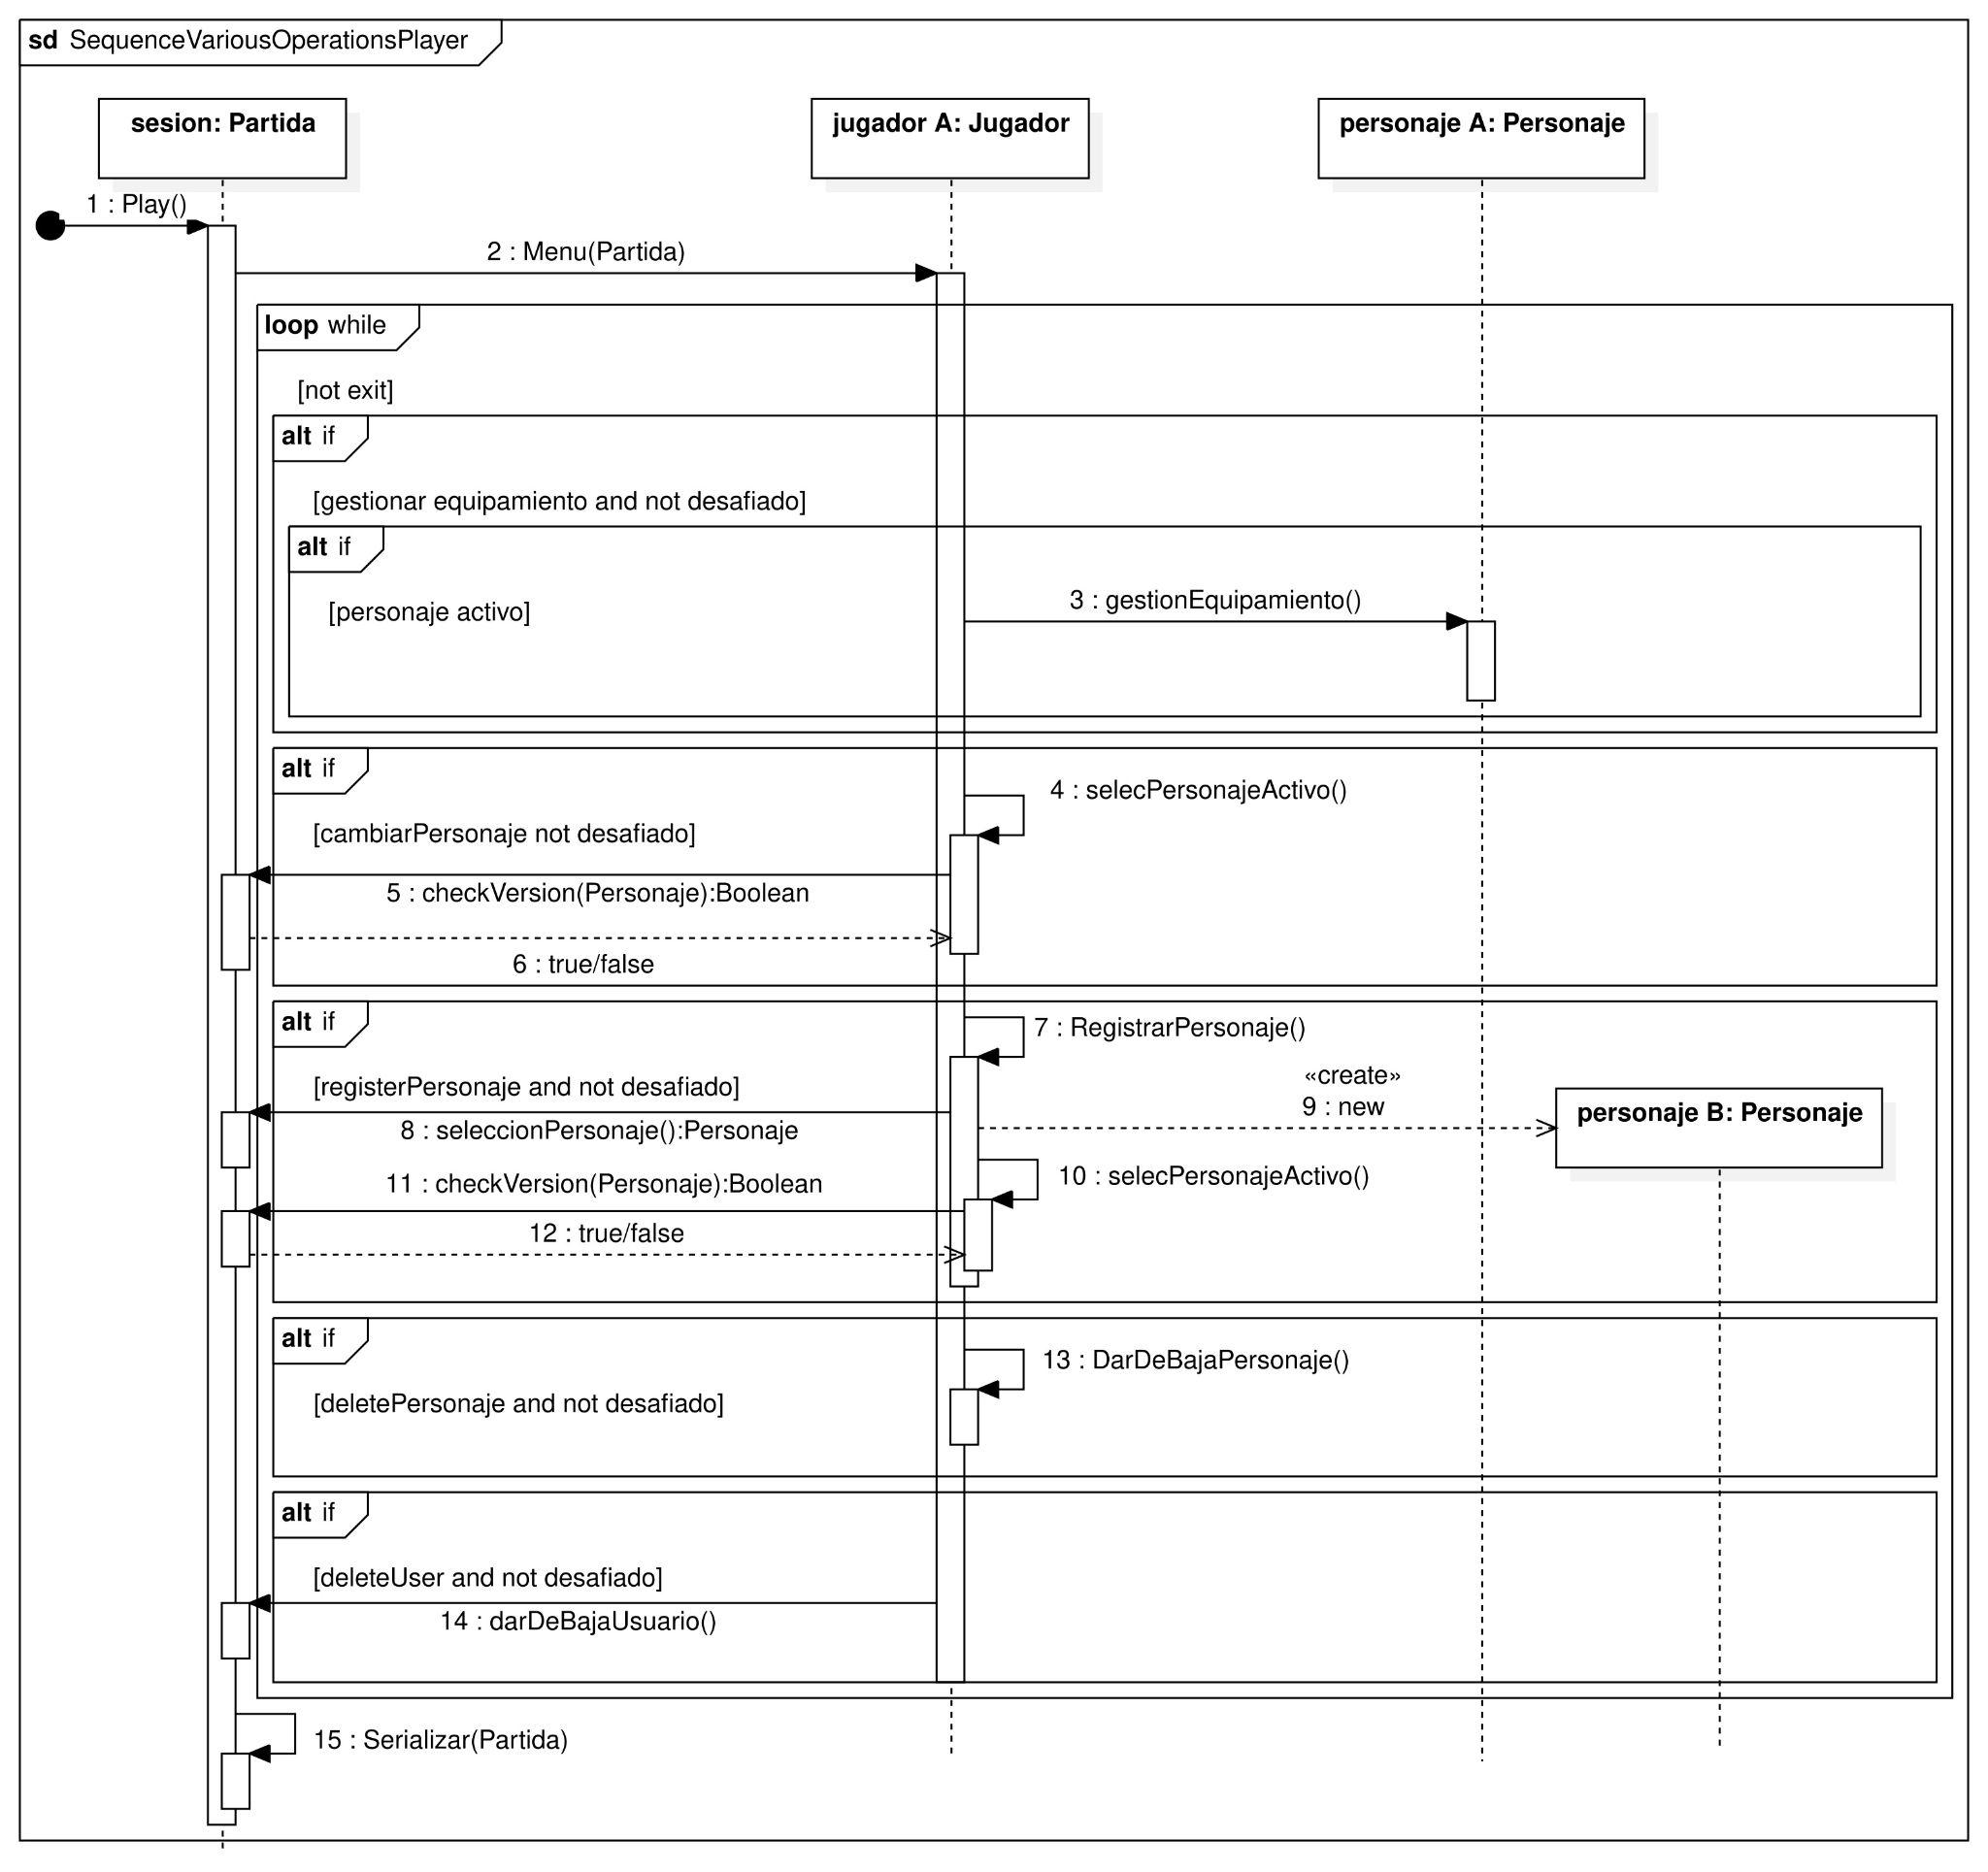 sd SequenceVariousOperationsPlayer
sesion: Partida
jugador A: Jugador
personaje A: Personaje
1 : Play()
2 : Menu(Partida)
loop while
[not exit]
alt if
[gestionar equipamiento and not desafiado]
alt if
[personaje activo]
3 : gestionEquipamiento()
alt if
4 : selecPersonajeActivo()
[cambiarPersonaje not desafiado]
5 : checkVersion(Personaje):Boolean
6 : true/false
alt if
7 : RegistrarPersonaje()
[registerPersonaje and not desafiado]
«create»
9 : new
personaje B: Personaje
8 : seleccionPersonaje():Personaje
10 : selecPersonajeActivo()
11 : checkVersion(Personaje):Boolean
12 : true/false
alt if
13 : DarDeBajaPersonaje()
[deletePersonaje and not desafiado]
alt if
[deleteUser and not desafiado]
14 : darDeBajaUsuario()
15 : Serializar(Partida)